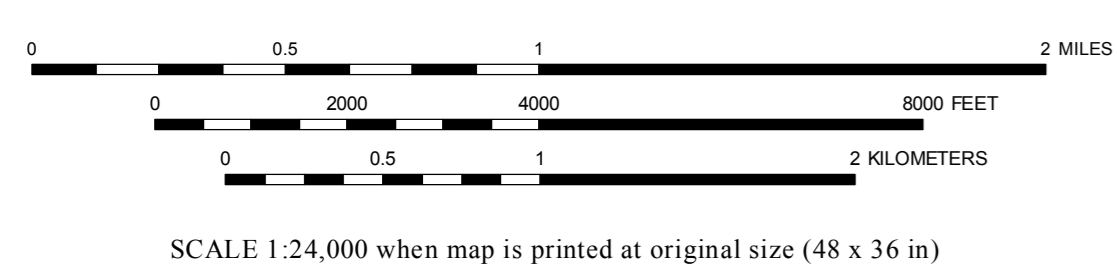 0 0.5 1 2 MILES
0 2000 4000 8000 FEET
0 0.5 1 2 KILOMETERS
SCALE 1:24,000 when map is printed at original size (48 x 36 in)